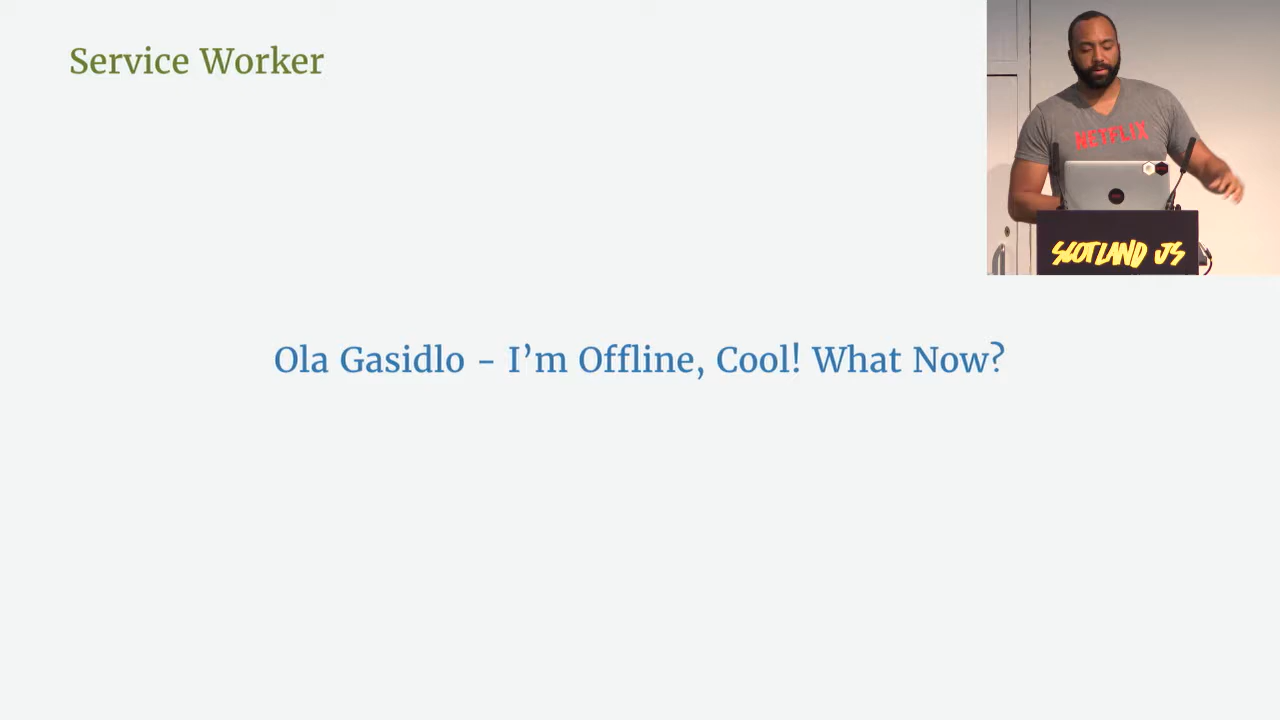 Service Worker
NETFLIX
SCOTLAND JS
Ola Gasidlo – I’m Offline, Cool! What Now?